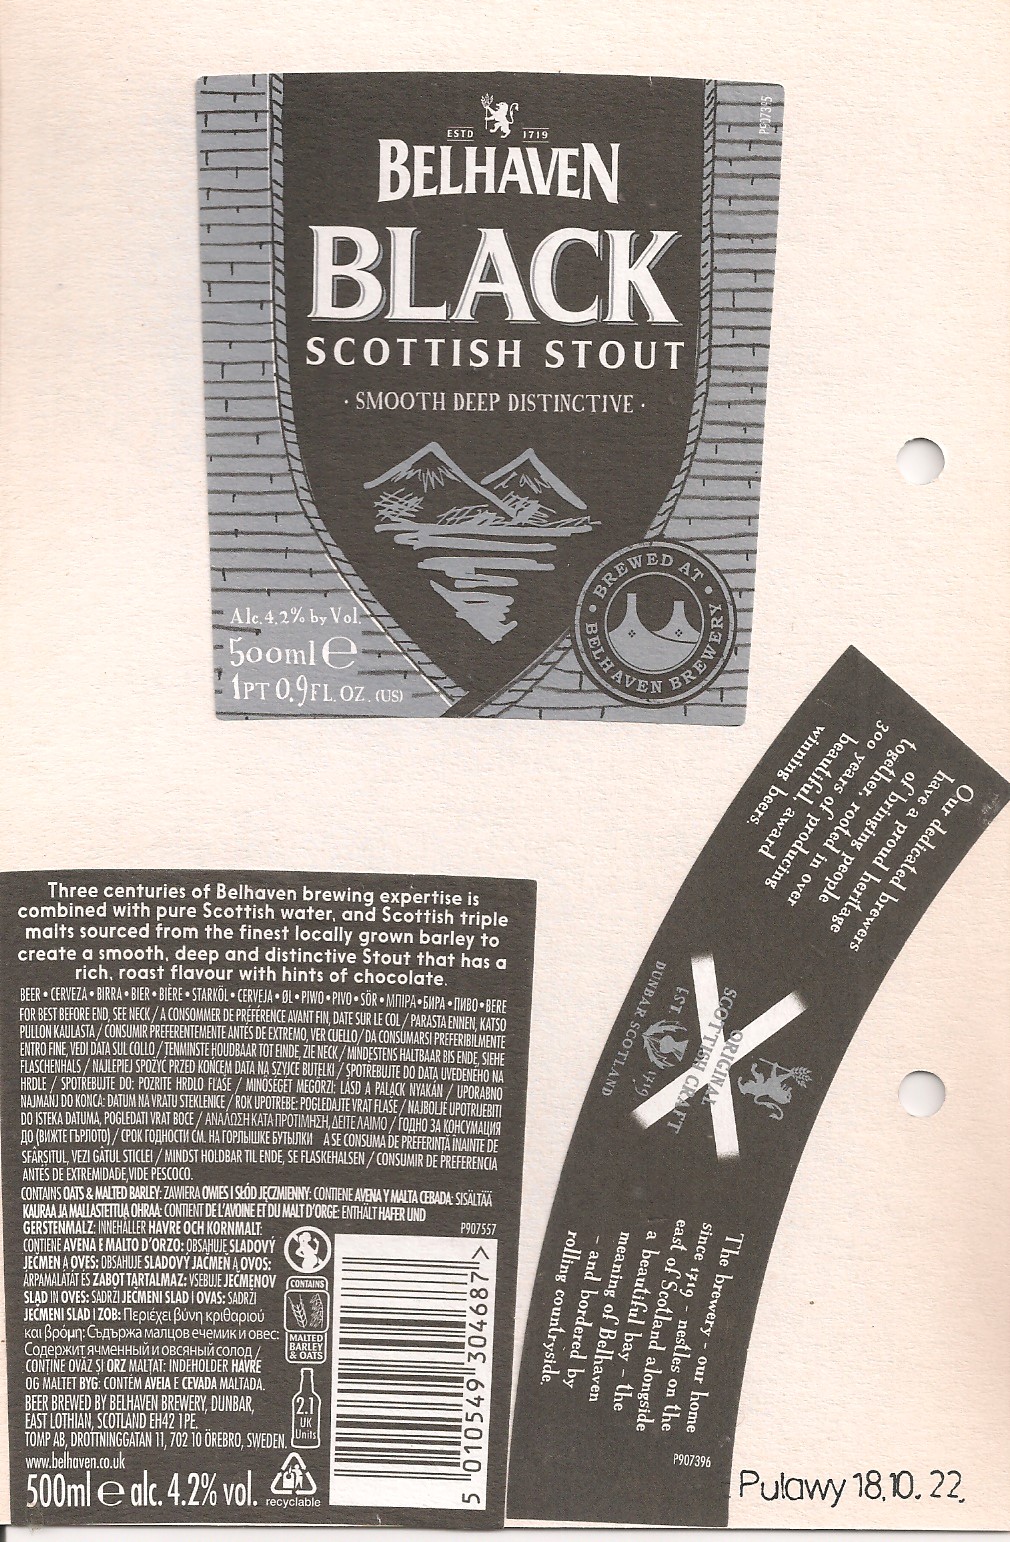 P907395
ESTD 1719
BELHAVEN
BLACK
SCOTTISH STOUT
· SMOOTH DEEP DISTINCTIVE ·
Alc. 4.2% by Vol.
500ml e
1PT 0.9FL. OZ. (US)
• BREWED AT •
BELHAVEN BREWERY
Our dedicated brewers
have a proud heritage
of bringing people
together, rooted in over
300 years of producing
beautiful, award
winning beers.
ORIGINAL
SCOTTISH CRAFT
EST 1719
DUNBAR SCOTLAND
The brewery - our home
since 1719 - nestles on the
east of Scotland alongside
a beautiful bay - the
meaning of Belhaven
- and bordered by
rolling countryside.
P907396
Three centuries of Belhaven brewing expertise is
combined with pure Scottish water, and Scottish triple
malts sourced from the finest locally grown barley to
create a smooth, deep and distinctive Stout that has a
rich, roast flavour with hints of chocolate.
BEER • CERVEZA • BIRRA • BIER • BIÈRE • STARKÖL • CERVEJA • ØL • PIWO • PIVO • SÖR • ΜΠΙΡΑ • БИРА • ПИВО • BERE
FOR BEST BEFORE END, SEE NECK / A CONSOMMER DE PRÉFÉRENCE AVANT FIN, DATE SUR LE COL / PARASTA ENNEN, KATSO
PULLON KAULASTA / CONSUMIR PREFERENTEMENTE ANTES DE EXTREMO, VER CUELLO / DA CONSUMARSI PREFERIBILMENTE
ENTRO FINE, VEDI DATA SUL COLLO / TENMINSTE HOUDBAAR TOT EINDE, ZIE NECK / MINDESTENS HALTBAAR BIS ENDE, SIEHE
FLASCHENHALS / NAJLEPIEJ SPOŻYĆ PRZED KOŃCEM DATA NA SZYJCE BUTELKI / SPOTREBUJTE DO DATA UVEDENÉHO NA
HRDLE / SPOTREBUJTE DO: POZRITE HRDLO FLAŠE / MINŐSÉGÉT MEGŐRZI: LÁSD A PALACK NYAKÁN / UPORABNO
NAJMANJ DO KONCA: DATUM NA VRATU STEKLENICE / ROK UPOTREBE: POGLEDAJTE VRAT FLAŠE / NAJBOLJE UPOTRIJEBITI
DO ISTEKA DATUMA, POGLEDATI VRAT BOCE / ΑΝΑΛΩΣΗ ΚΑΤΑ ΠΡΟΤΙΜΗΣΗ, ΔΕΙΤΕ ΛΑΙΜΟ / ГОДНО ЗА КОНСУМАЦИЯ
ДО (ВИЖТЕ ГЪРЛОТО) / СРОК ГОДНОСТИ СМ. НА ГОРЛЫШКЕ БУТЫЛКИ A SE CONSUMA DE PREFERINȚĂ ÎNAINTE DE
SFÂRȘITUL, VEZI GÂTUL STICLEI / MINDST HOLDBAR TIL ENDE, SE FLASKEHALSEN / CONSUMIR DE PREFERENCIA
ANTES DE EXTREMIDADE, VIDE PESCOCO.
CONTAINS OATS & MALTED BARLEY: ZAWIERA OWIES I SŁÓD JĘCZMIENNY: CONTIENE AVENA Y MALTA CEBADA: SISÄLTÄÄ
KAURAA JA MALLASTETTUA OHRAA: CONTIENT DE L'AVOINE ET DU MALT D'ORGE: ENTHÄLT HAFER UND
GERSTENMALZ: INNEHÅLLER HAVRE OCH KORNMALT:
CONTIENE AVENA E MALTO D'ORZO: OBSAHUJE SLADOVÝ
JEČMEN A OVES: OBSAHUJE SLADOVÝ JAČMEŇ A OVOS:
ÁRPAMALÁTÁT ÉS ZABOT TARTALMAZ: VSEBUJE JEČMENOV
SLAD IN OVES: SADRŽI JEČMENI SLAD I OVAS: SADRŽI
JEČMENI SLAD I ZOB: Περιέχει βύνη κριθαριού
και βρόμη: Съдържа малцов ечемик и овес:
Содержит ячменный и овсяный солод /
CONȚINE OVĂZ ȘI ORZ MALȚAT: INDEHOLDER HAVRE
OG MALTET BYG: CONTÉM AVEIA E CEVADA MALTADA.
BEER BREWED BY BELHAVEN BREWERY, DUNBAR,
EAST LOTHIAN, SCOTLAND EH42 1PE.
TOMP AB, DROTTNINGGATAN 11, 702 10 ÖREBRO, SWEDEN.
www.belhaven.co.uk
500ml e alc. 4.2% vol.
P907557
CONTAINS
MALTED
BARLEY
& OATS
2.1
UK
Units
recyclable
5 010549 304687 >
Pulawy 18.10. 22.